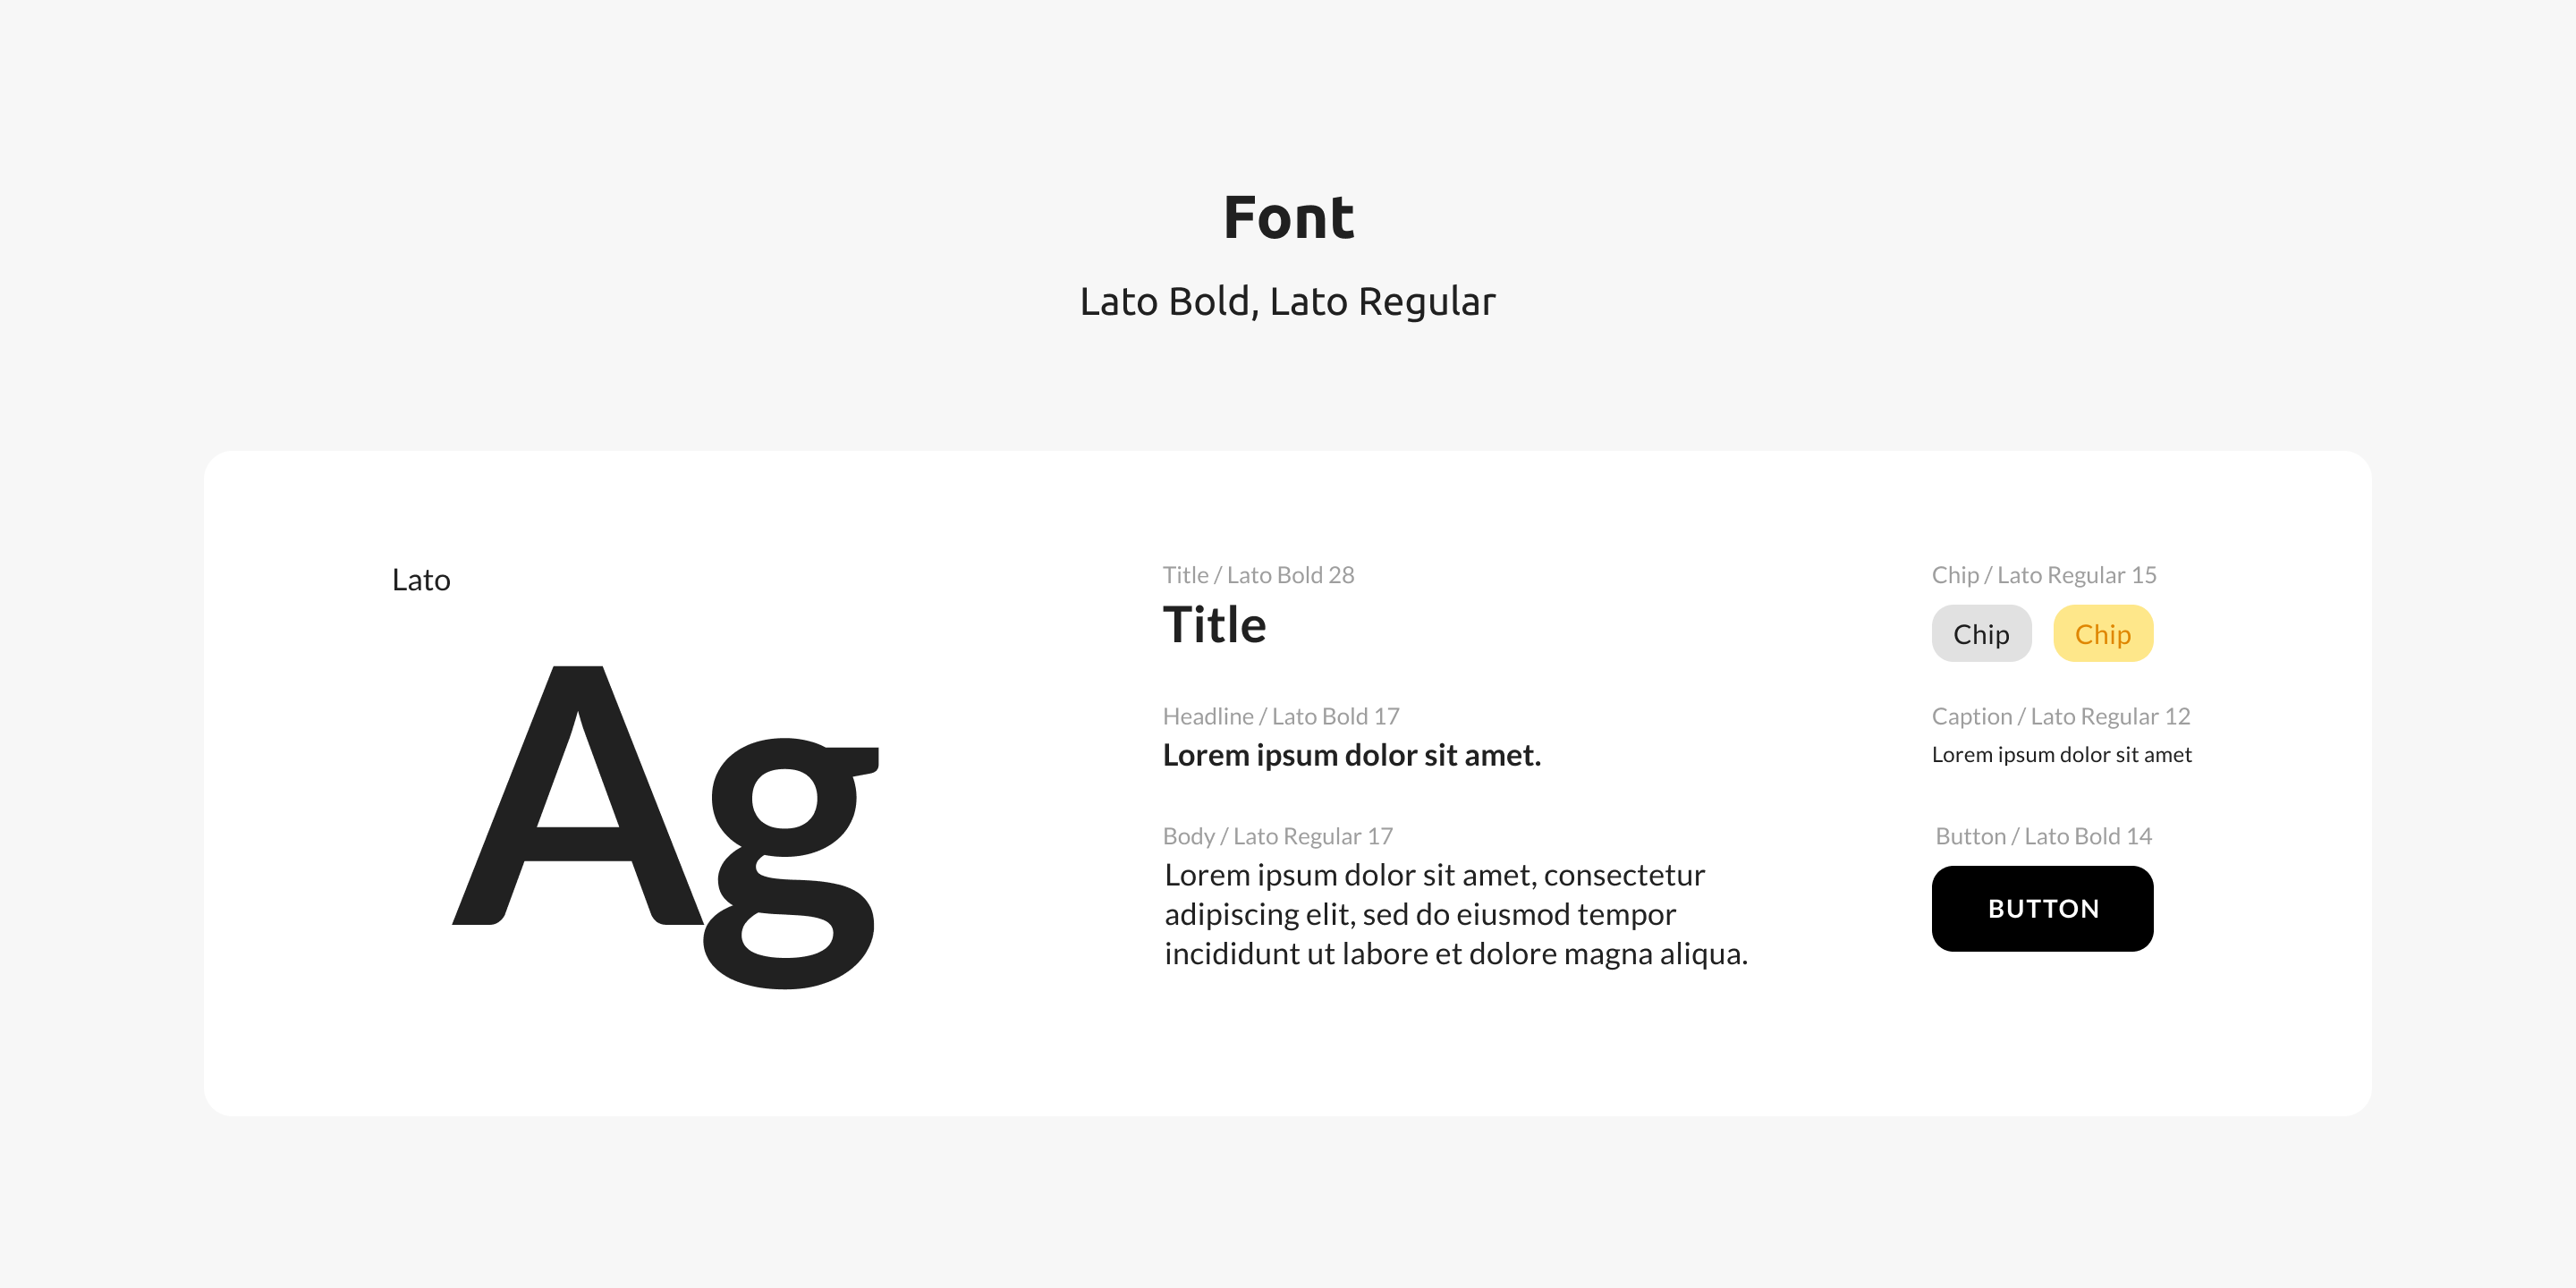 Font
Lato Bold, Lato Regular
Lato
Ag
Title / Lato Bold 28
Title
Headline / Lato Bold 17
Lorem ipsum dolor sit amet.
Body / Lato Regular 17
Lorem ipsum dolor sit amet, consectetur
adipiscing elit, sed do eiusmod tempor
incididunt ut labore et dolore magna aliqua.
Chip / Lato Regular 15
Chip Chip
Caption / Lato Regular 12
Lorem ipsum dolor sit amet
Button / Lato Bold 14
BUTTON